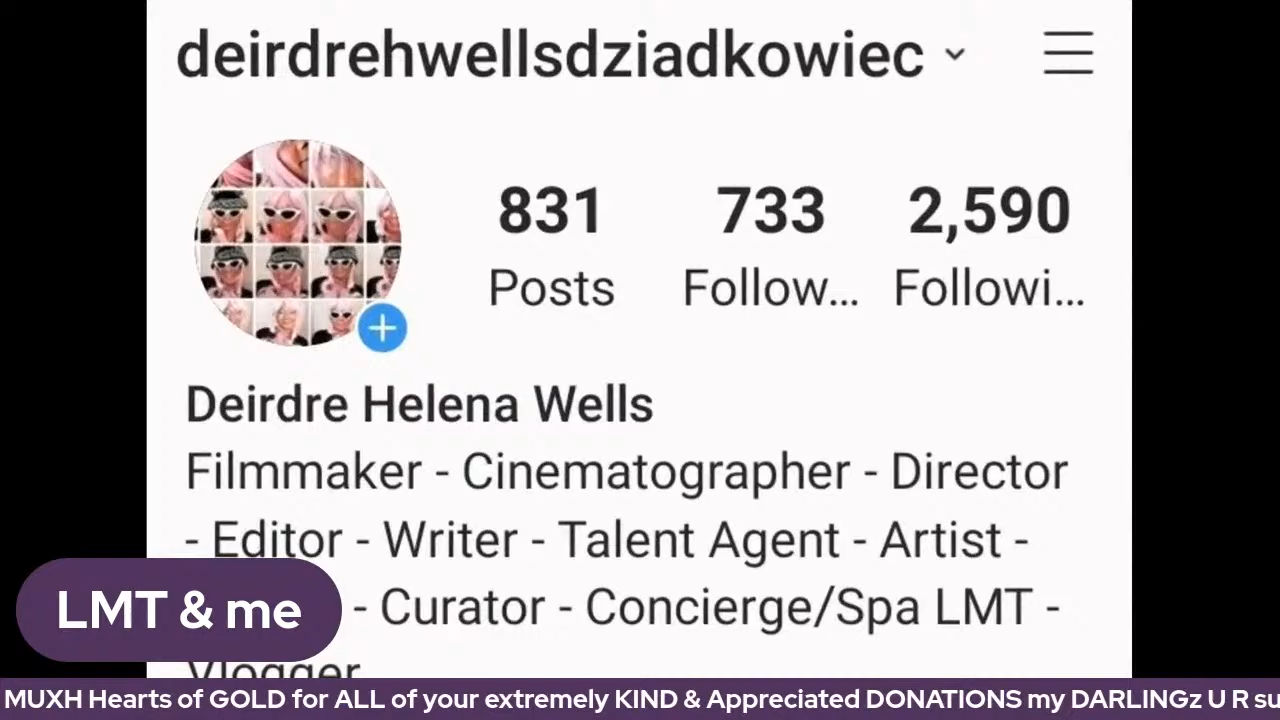 deirdrehwellsdziadkowiec
831 733 2,590
Posts Follow... Followi...
Deirdre Helena Wells
Filmmaker - Cinematographer - Director
- Editor - Writer - Talent Agent - Artist -
- Curator - Concierge/Spa LMT -
LMT & me
Vlogger
MUXH Hearts of GOLD for ALL of your extremely KIND & Appreciated DONATIONS my DARLINGz U R su